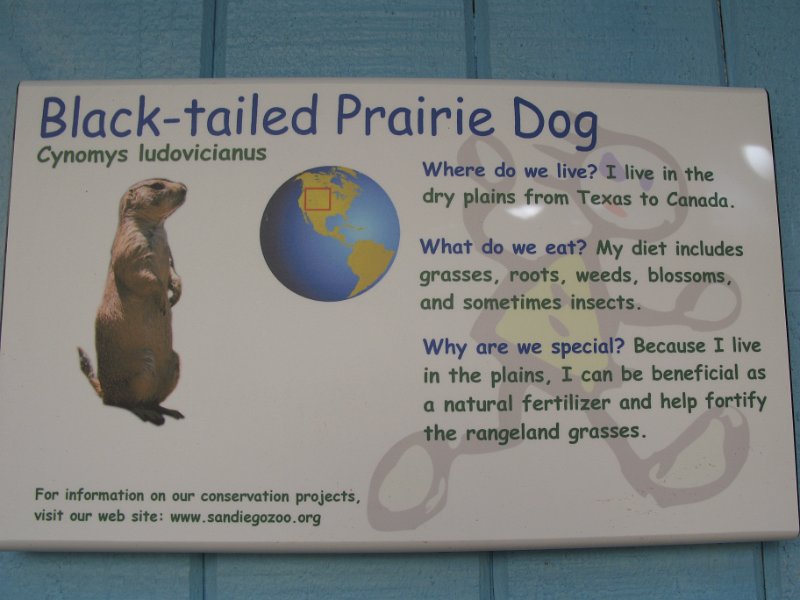 Black-tailed Prairie Dog
Cynomys ludovicianus
Where do we live? I live in the
dry plains from Texas to Canada.
What do we eat? My diet includes
grasses, roots, weeds, blossoms,
and sometimes insects.
Why are we special? Because I live
in the plains, I can be beneficial as
a natural fertilizer and help fortify
the rangeland grasses.
For information on our conservation projects,
visit our web site: www.sandiegozoo.org